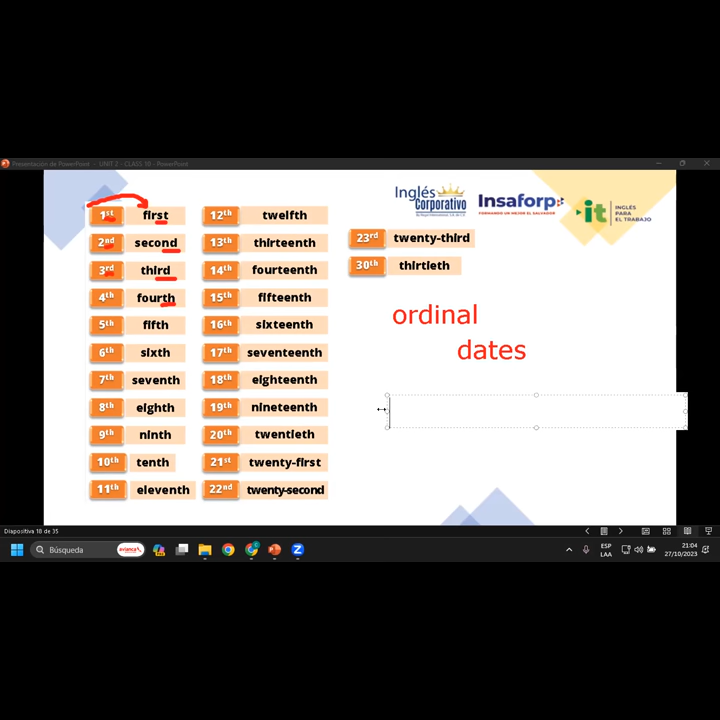 Presentación de PowerPoint - UNIT 2 - CLASS 10 - PowerPoint
Inglés
Corporativo
Insaforp
FORMANDO UN MEJOR EL SALVADOR
it
INGLÉS
PARA
EL TRABAJO
1st first
2nd second
3rd third
4th fourth
5th fifth
6th sixth
7th seventh
8th eighth
9th ninth
10th tenth
11th eleventh
12th twelfth
13th thirteenth
14th fourteenth
15th fifteenth
16th sixteenth
17th seventeenth
18th eighteenth
19th nineteenth
20th twentieth
21st twenty-first
22nd twenty-second
23rd twenty-third
30th thirtieth
ordinal
dates
Diapositiva 18 de 35
Búsqueda
avianca
ESP
LAA
21:04
27/10/2023